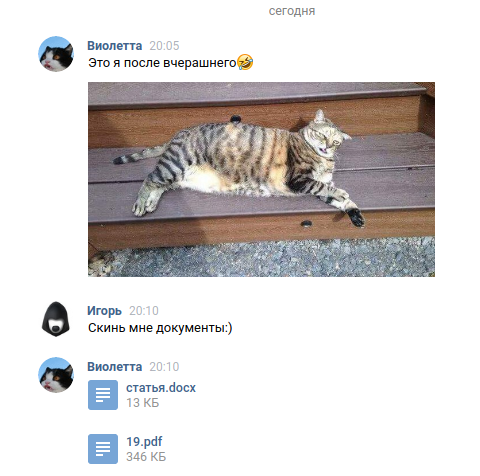 сегодня
Виолетта 20:05
Это я после вчерашнего🤣
Игорь 20:10
Скинь мне документы:)
Виолетта 20:10
статья.docx
13 КБ
19.pdf
346 КБ